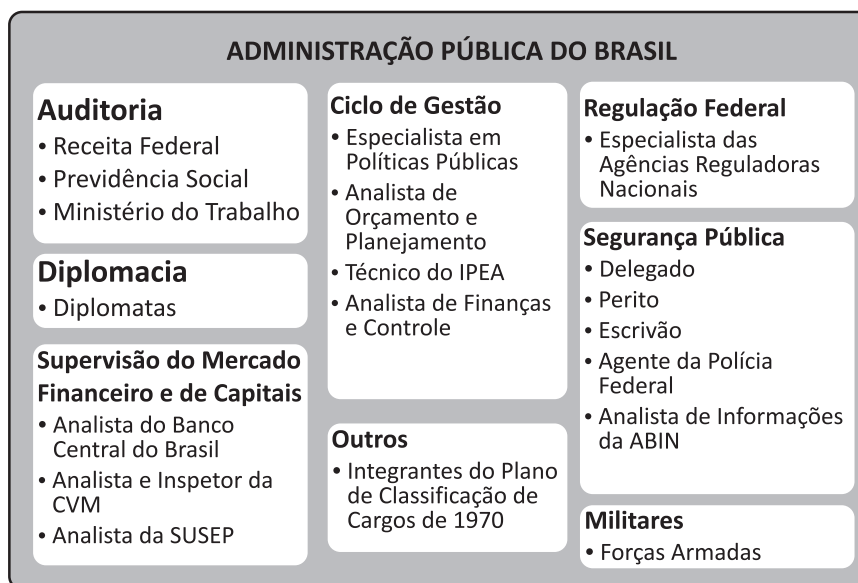 ADMINISTRAÇÃO PÚBLICA DO BRASIL
Auditoria
• Receita Federal
• Previdência Social
• Ministério do Trabalho
Diplomacia
• Diplomatas
Supervisão do Mercado
Financeiro e de Capitais
• Analista do Banco
Central do Brasil
• Analista e Inspetor da
CVM
• Analista da SUSEP
Ciclo de Gestão
• Especialista em
Políticas Públicas
• Analista de
Orçamento e
Planejamento
• Técnico do IPEA
• Analista de Finanças
e Controle
Outros
• Integrantes do Plano
de Classificação de
Cargos de 1970
Regulação Federal
• Especialista das
Agências Reguladoras
Nacionais
Segurança Pública
• Delegado
• Perito
• Escrivão
• Agente da Polícia
Federal
• Analista de Informações
da ABIN
Militares
• Forças Armadas